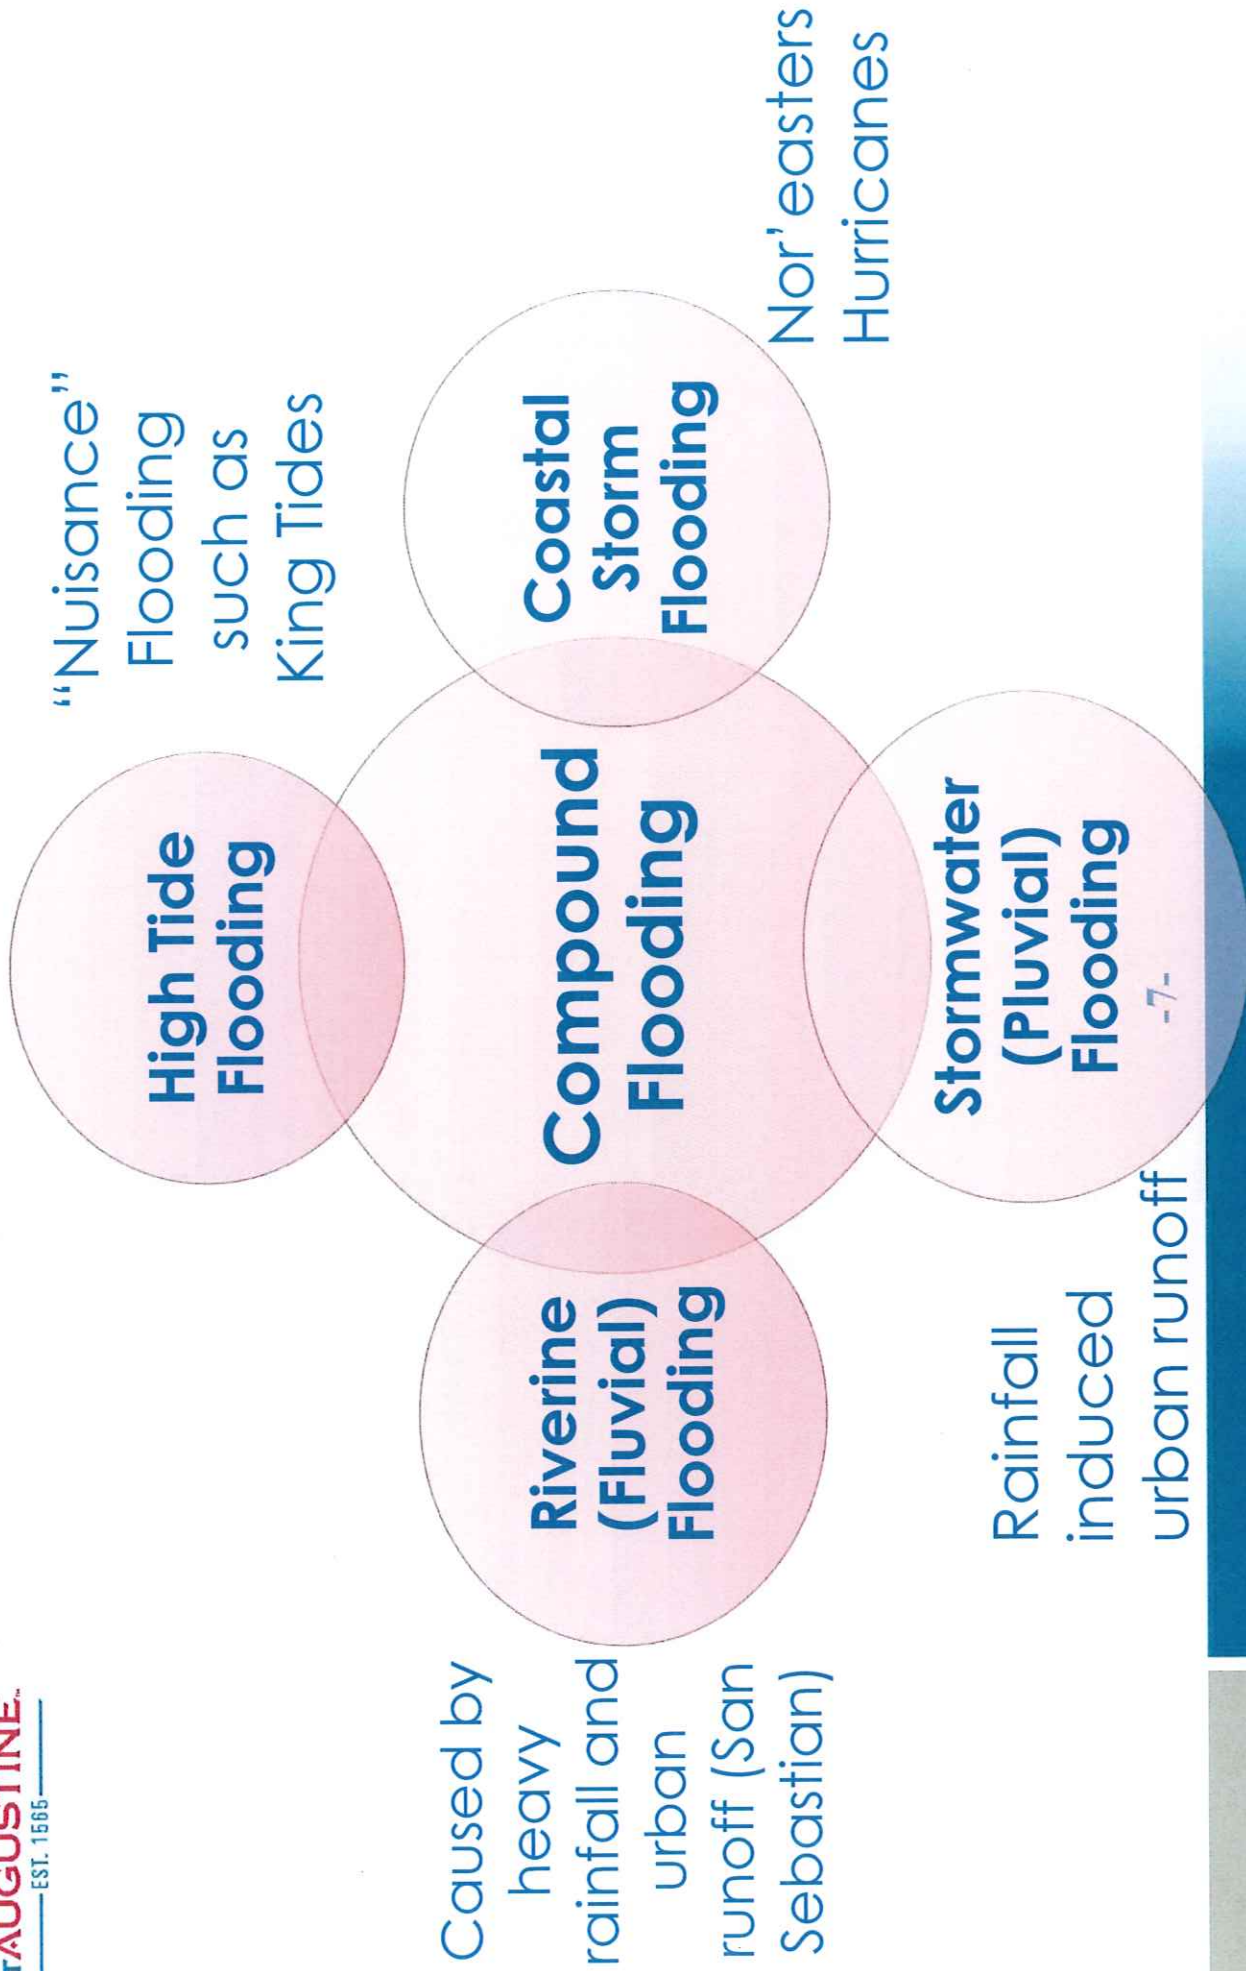 TAUGUSTINE
EST. 1565
"Nuisance"
Flooding
such as
King Tides
High Tide
Flooding
Caused by
heavy
rainfall and
urban
runoff (San
Sebastian)
Riverine
(Fluvial)
Flooding
Compound
Flooding
Coastal
Storm
Flooding
Nor'easters
Hurricanes
Rainfall
induced
urban runoff
Stormwater
(Pluvial)
Flooding
-7-